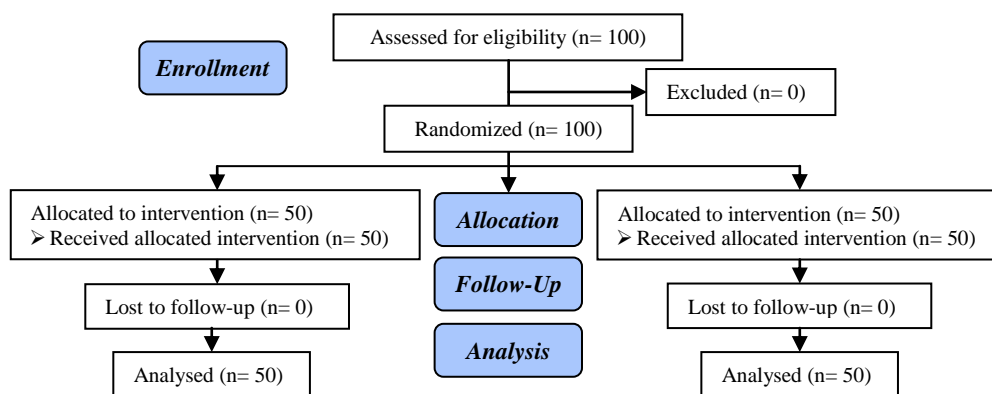 Assessed for eligibility (n= 100)
Enrollment
Excluded (n= 0)
Randomized (n= 100)
Allocated to intervention (n= 50)
➢ Received allocated intervention (n= 50)
Allocation
Allocated to intervention (n= 50)
➢ Received allocated intervention (n= 50)
Follow-Up
Lost to follow-up (n= 0)
Lost to follow-up (n= 0)
Analysis
Analysed (n= 50)
Analysed (n= 50)